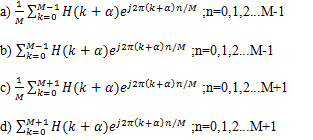 a) 1/M ∑_{k=0}^{M-1} H(k + α)e^{j2π(k+α)n/M} ;n=0,1,2...M-1
b) ∑_{k=0}^{M-1} H(k + α)e^{j2π(k+α)n/M} ;n=0,1,2...M-1
c) 1/M ∑_{k=0}^{M+1} H(k + α)e^{j2π(k+α)n/M} ;n=0,1,2...M+1
d) ∑_{k=0}^{M+1} H(k + α)e^{j2π(k+α)n/M} ;n=0,1,2...M+1